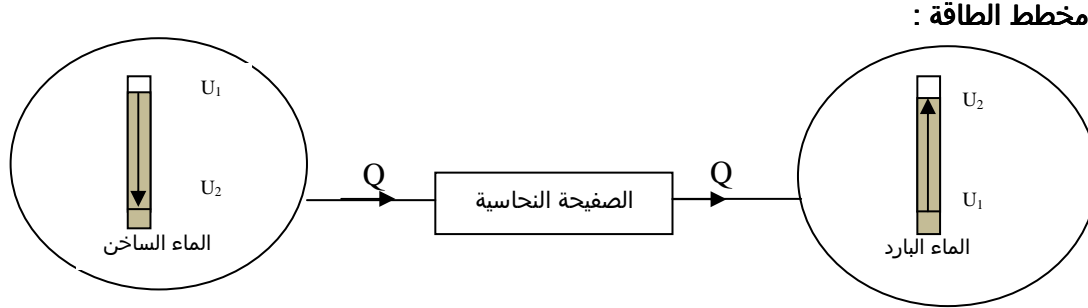 مخطط الطاقة :
U₁
U₂
U₂
U₁
Q
Q
الصفيحة النحاسية
الماء الساخن
الماء البارد